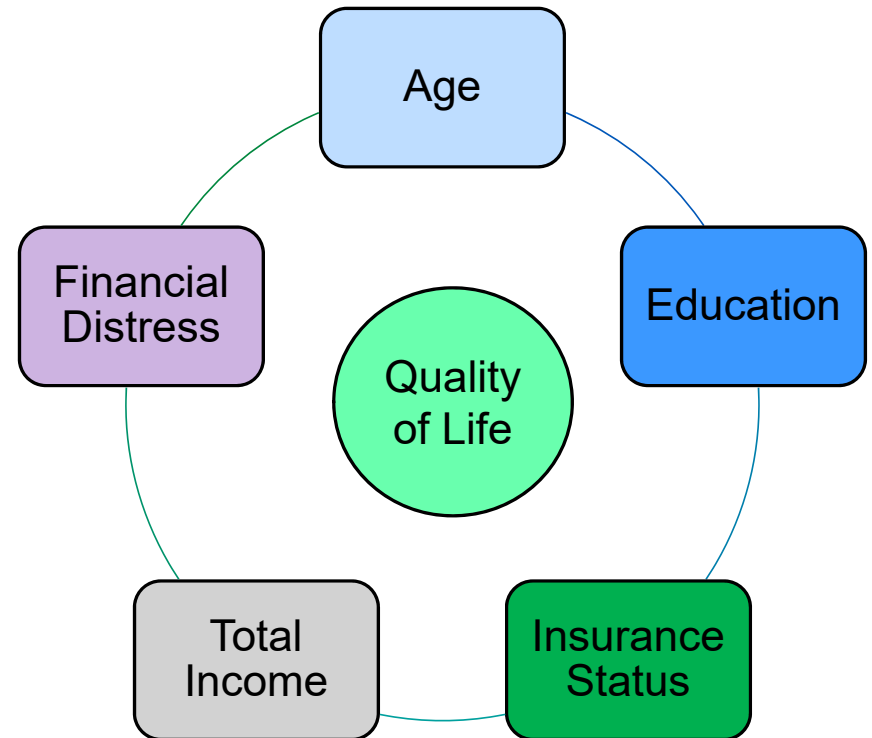 Age
Education
Insurance
Status
Total
Income
Financial
Distress
Quality
of Life